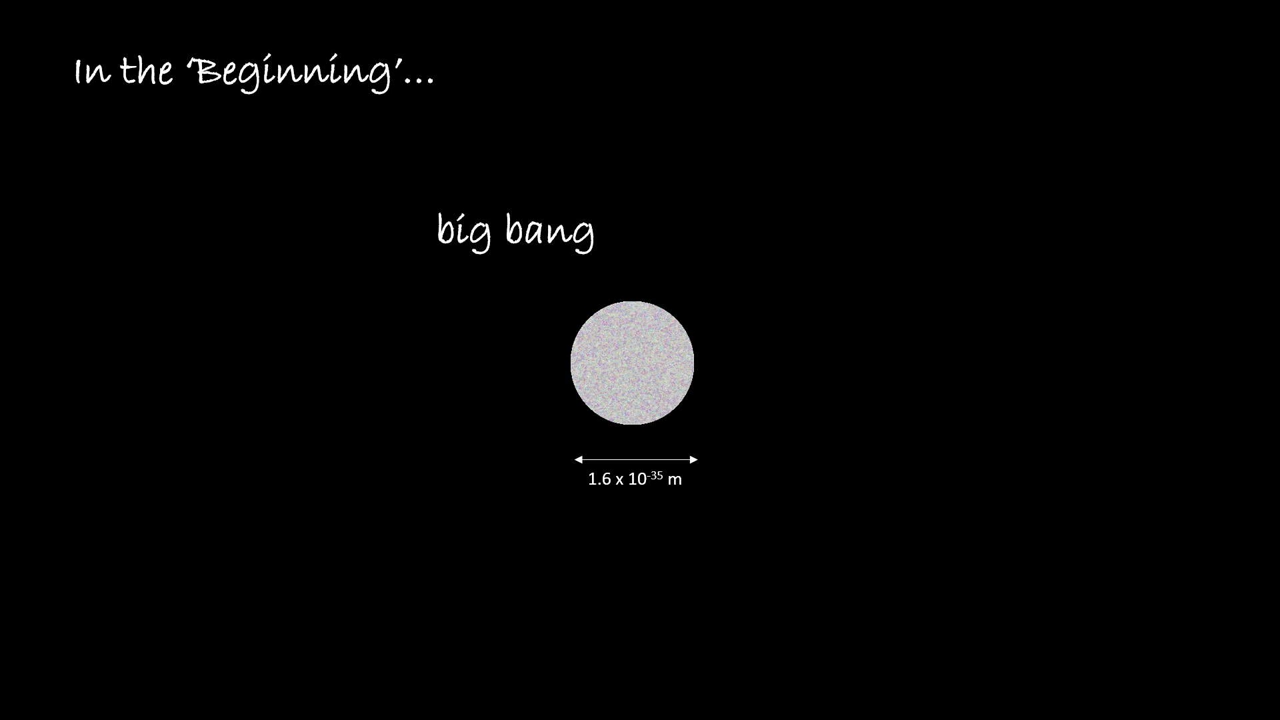 In the 'Beginning'...
big bang
1.6 x 10⁻³⁵ m